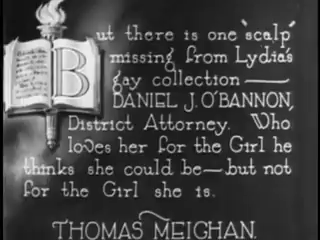 But there is one "scalp"
missing from Lydia's
gay collection —
DANIEL J. O'BANNON,
District Attorney. Who
loves her for the Girl he
thinks she could be — but not
for the Girl she is.
THOMAS MEIGHAN.